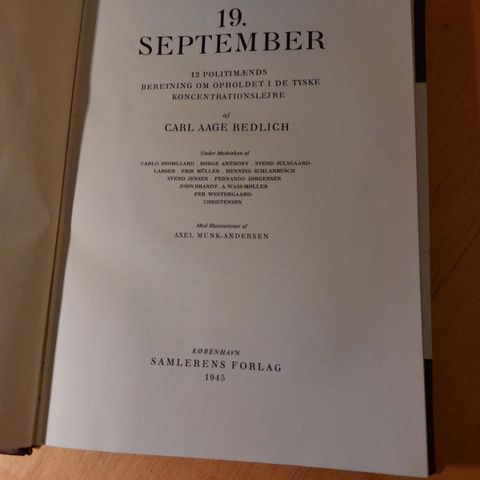 19.
SEPTEMBER
12 POLITIMÆNDS
BERETNING OM OPHOLDET I DE TYSKE
KONCENTRATIONSLEJRE
af
CARL AAGE REDLICH
Under Medvirken af
CARLO SNORGAARD . BØRGE ANTHONY . SVEND JULSGAARD-
LARSEN . ERIK MÜLLER . HENNING SCHLANBUSCH
SVEND JENSEN . FERNANDO JØRGENSEN
JOHN BRANDT . A WASS-MØLLER
PER WESTERGAARD-
CHRISTENSEN
Med Illustrationer af
AXEL MUNK-ANDERSEN
KØBENHAVN
SAMLERENS FORLAG
1945